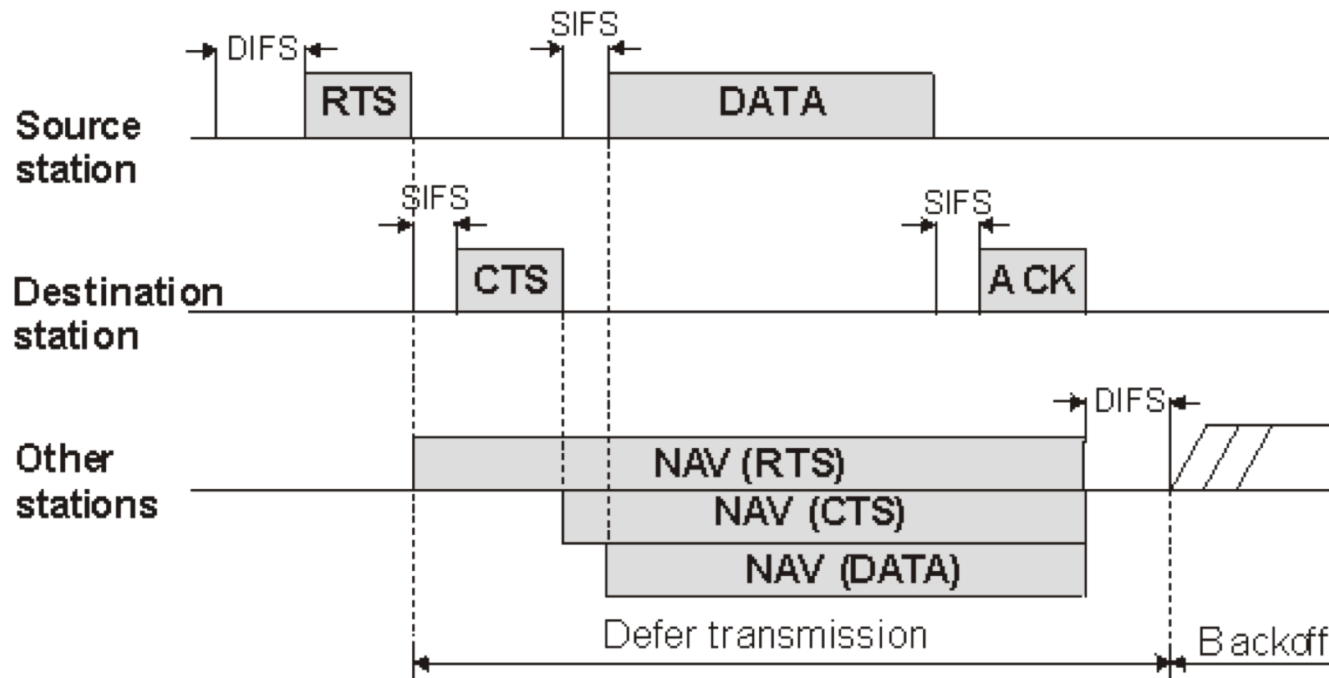 DIFS
SIFS
RTS
DATA
Source
station
SIFS
SIFS
CTS
ACK
Destination
station
DIFS
Other
stations
NAV (RTS)
NAV (CTS)
NAV (DATA)
Defer transmission
Backoff